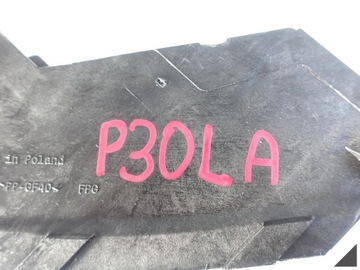 P30LA
in Poland
>PP-GF40< FPG